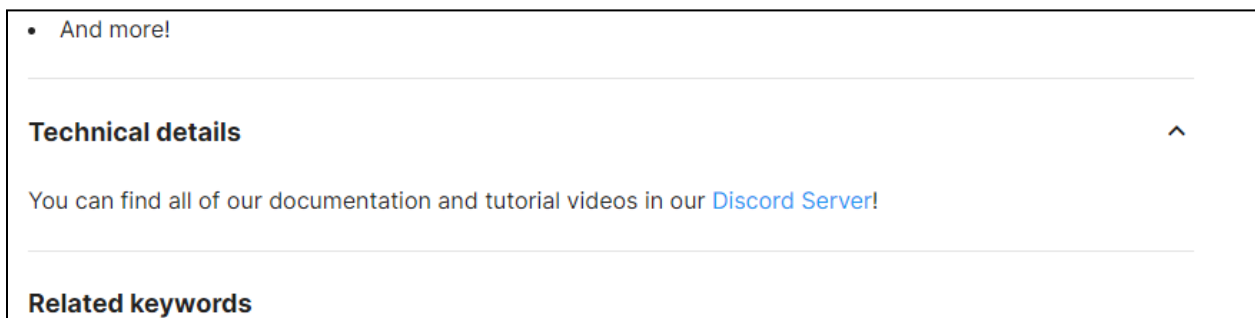 • And more!
Technical details
You can find all of our documentation and tutorial videos in our Discord Server!
Related keywords